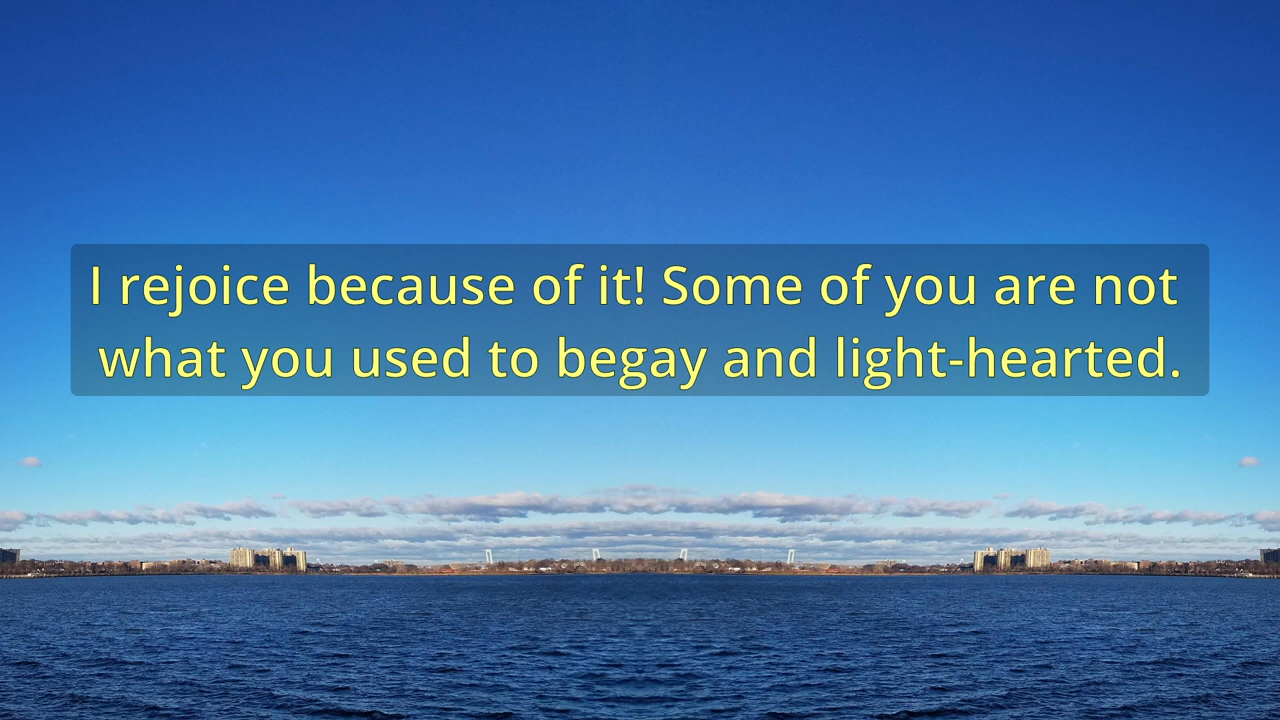 I rejoice because of it! Some of you are not
what you used to begay and light-hearted.